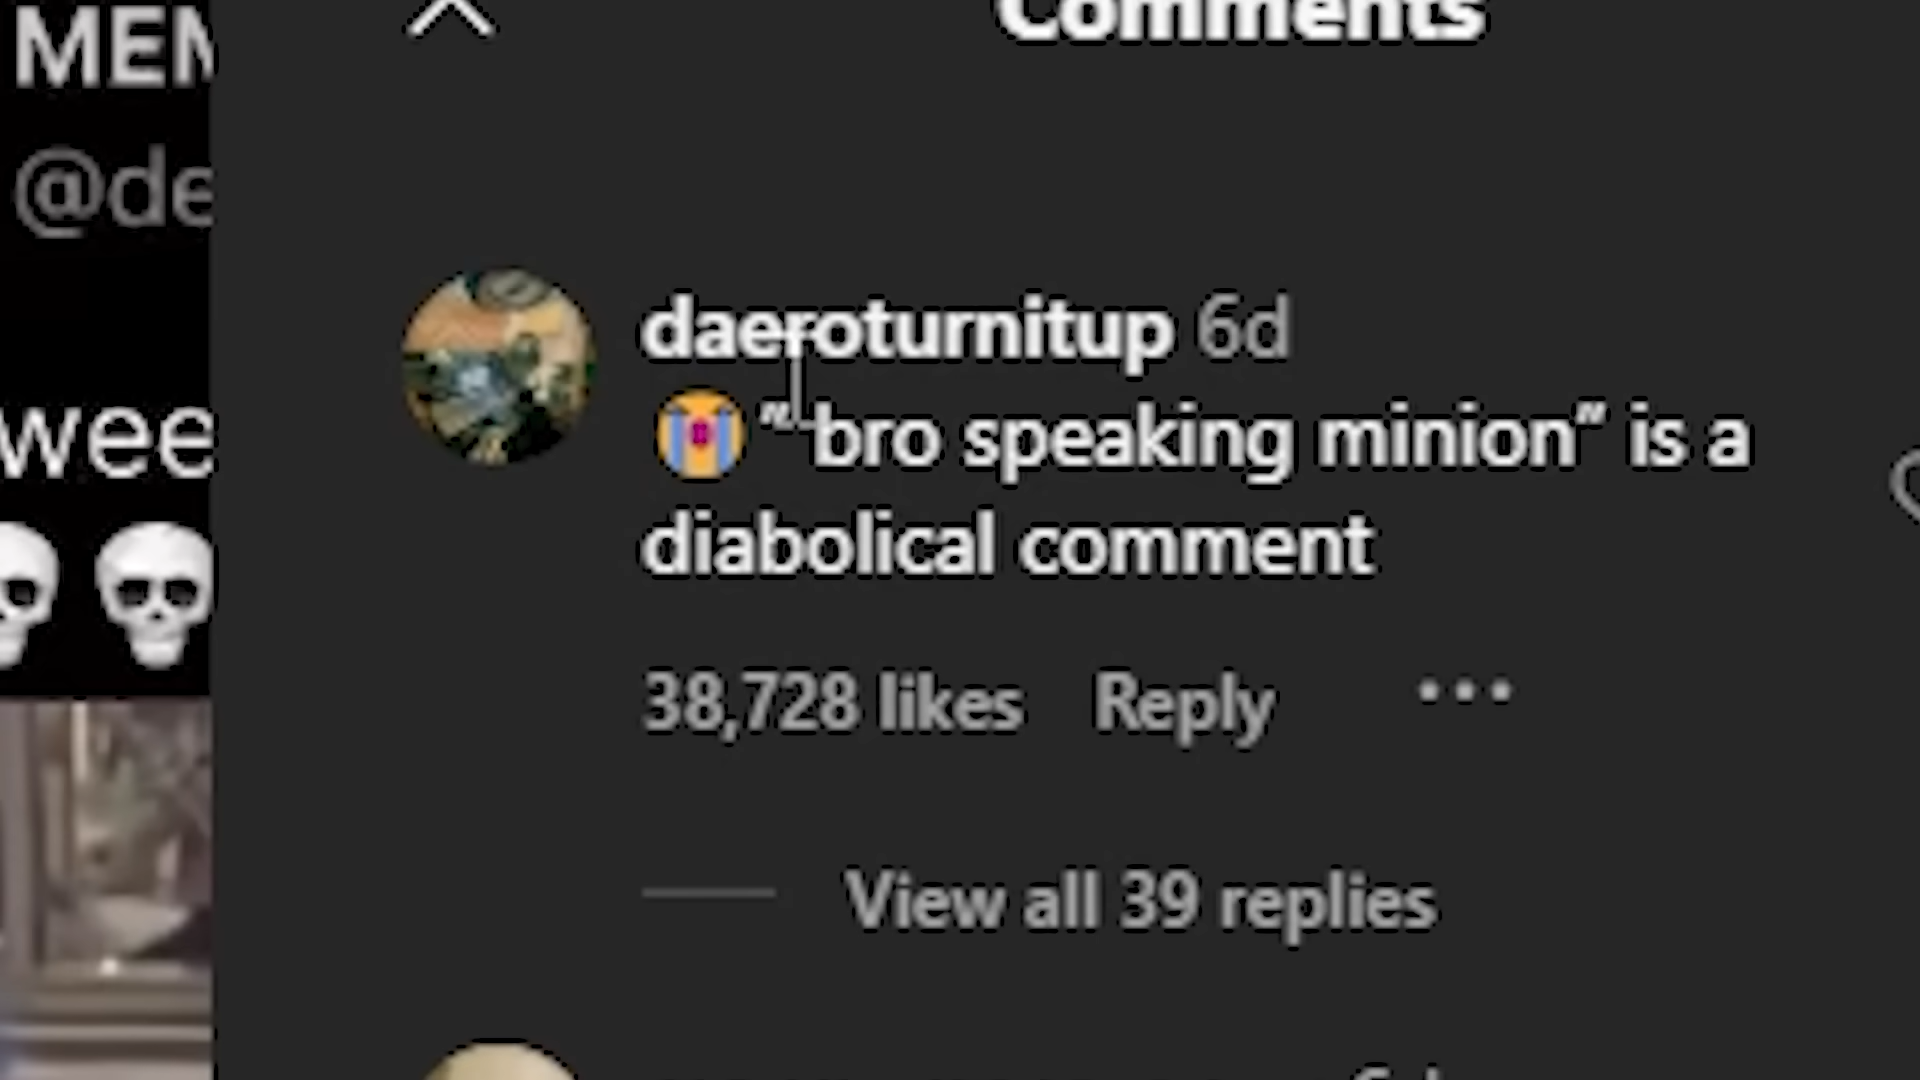 Comments
MEM
@de
daeroturnitup 6d
😭 “ bro speaking minion” is a
wee
diabolical comment
💀 💀
38,728 likes Reply ...
View all 39 replies